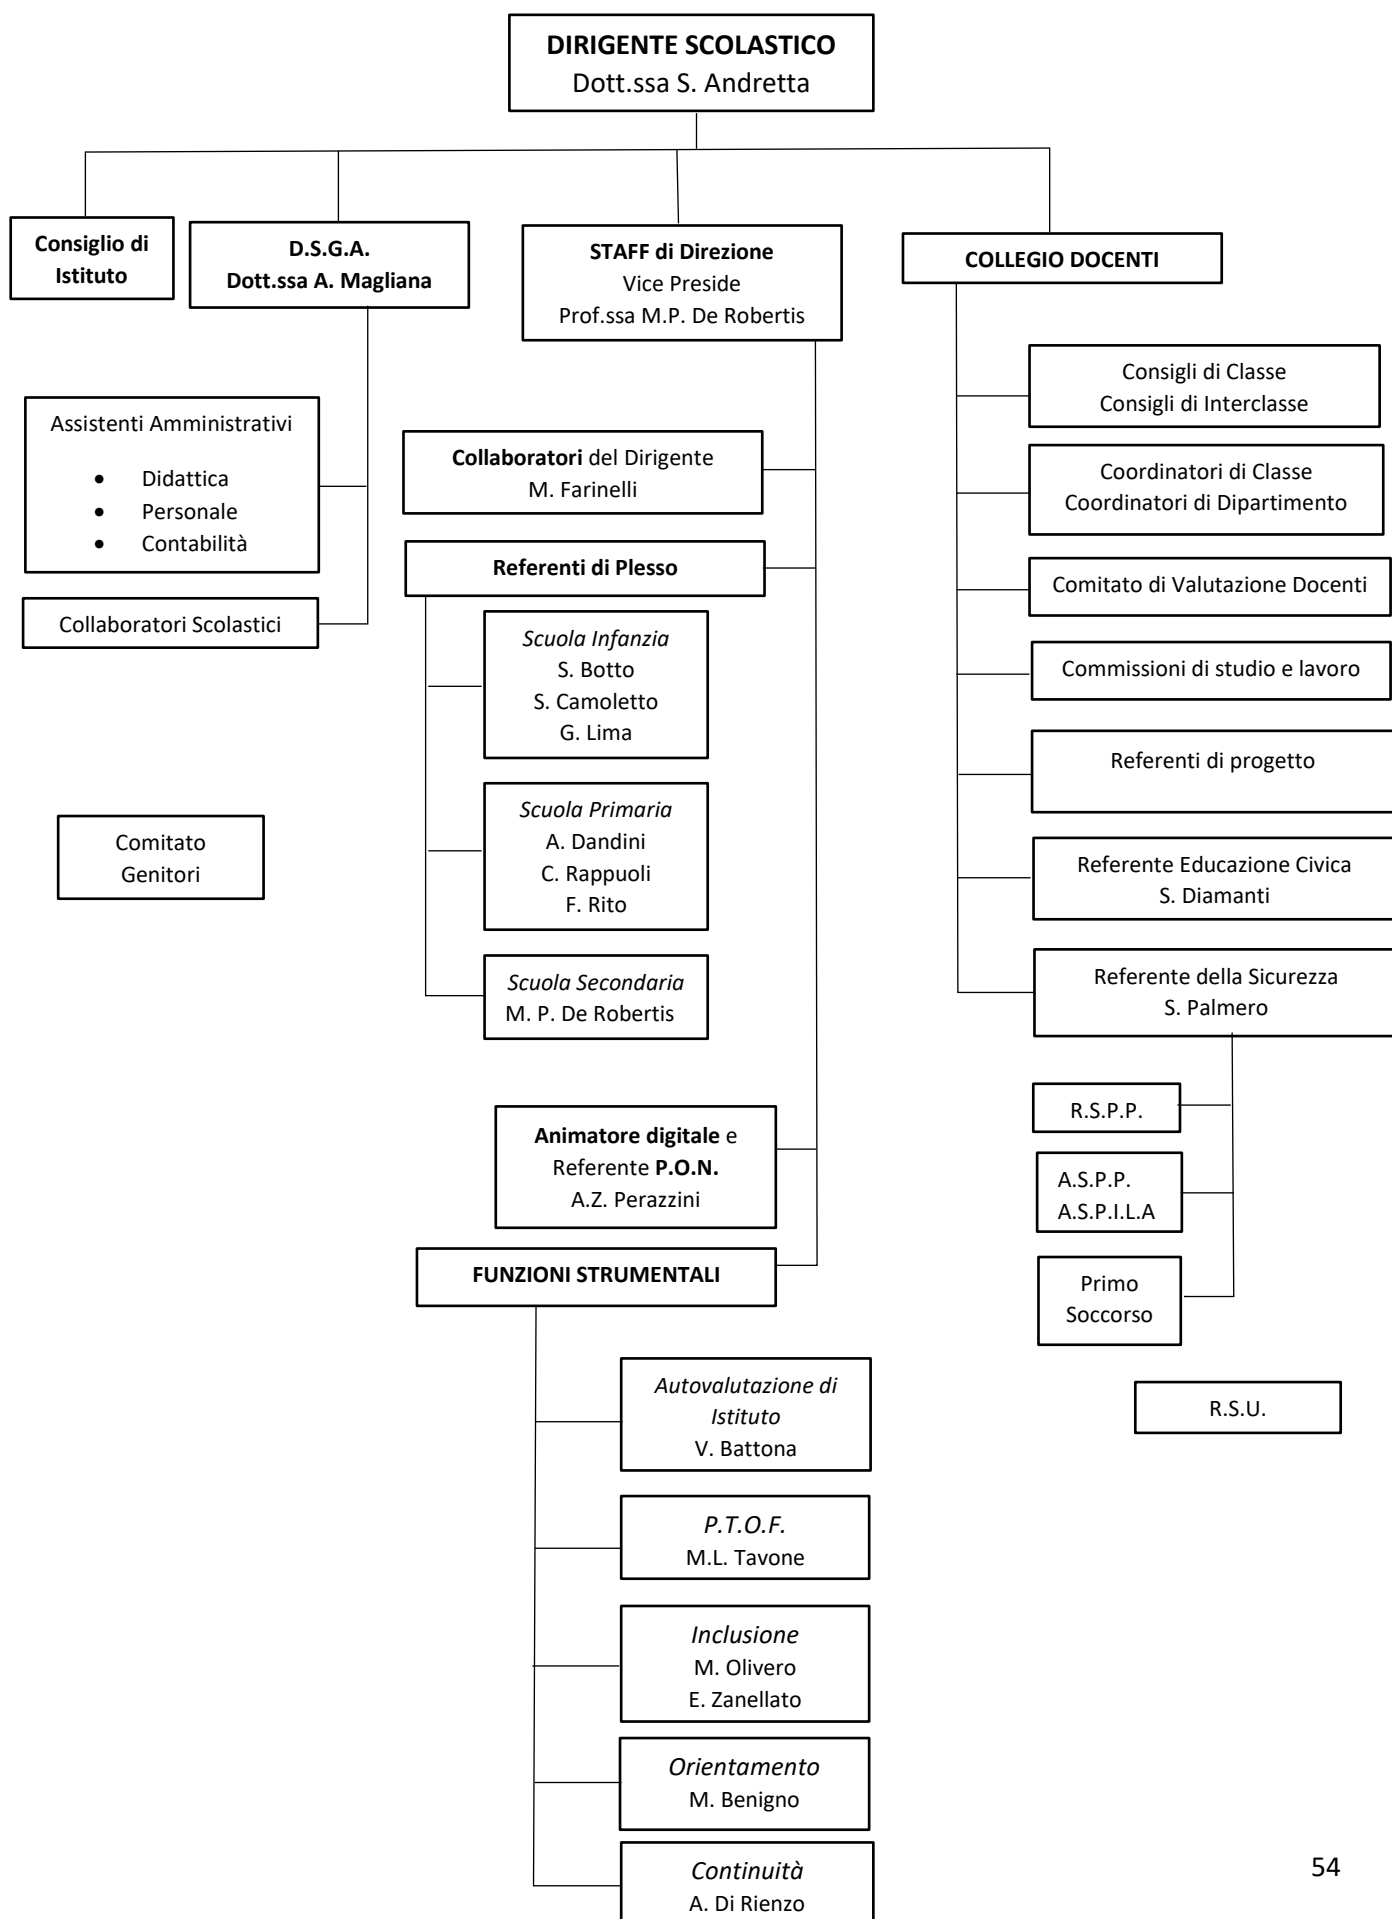 DIRIGENTE SCOLASTICO
Dott.ssa S. Andretta
Consiglio di
Istituto
D.S.G.A.
Dott.ssa A. Magliana
STAFF di Direzione
Vice Preside
Prof.ssa M.P. De Robertis
COLLEGIO DOCENTI
Assistenti Amministrativi
• Didattica
• Personale
• Contabilità
Collaboratori Scolastici
Comitato
Genitori
Collaboratori del Dirigente
M. Farinelli
Referenti di Plesso
Scuola Infanzia
S. Botto
S. Camoletto
G. Lima
Scuola Primaria
A. Dandini
C. Rappuoli
F. Rito
Scuola Secondaria
M. P. De Robertis
Animatore digitale e
Referente P.O.N.
A.Z. Perazzini
FUNZIONI STRUMENTALI
Autovalutazione di
Istituto
V. Battona
P.T.O.F.
M.L. Tavone
Inclusione
M. Olivero
E. Zanellato
Orientamento
M. Benigno
Continuità
A. Di Rienzo
Consigli di Classe
Consigli di Interclasse
Coordinatori di Classe
Coordinatori di Dipartimento
Comitato di Valutazione Docenti
Commissioni di studio e lavoro
Referenti di progetto
Referente Educazione Civica
S. Diamanti
Referente della Sicurezza
S. Palmero
R.S.P.P.
A.S.P.P.
A.S.P.I.L.A
Primo
Soccorso
R.S.U.
54